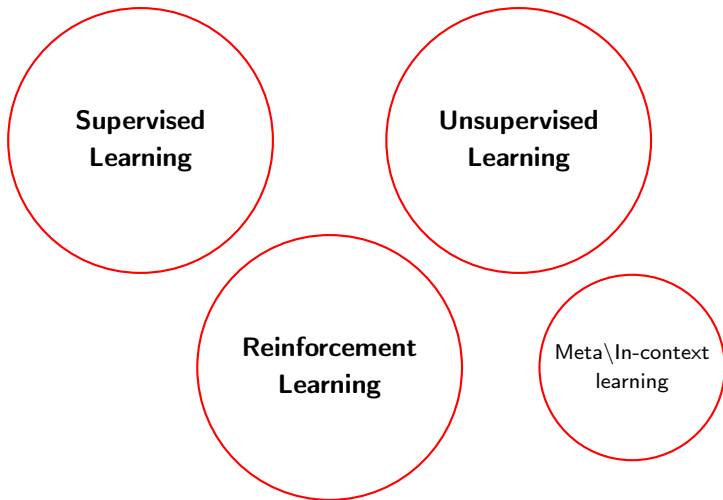 Supervised
Learning
Unsupervised
Learning
Reinforcement
Learning
Meta\In-context
learning